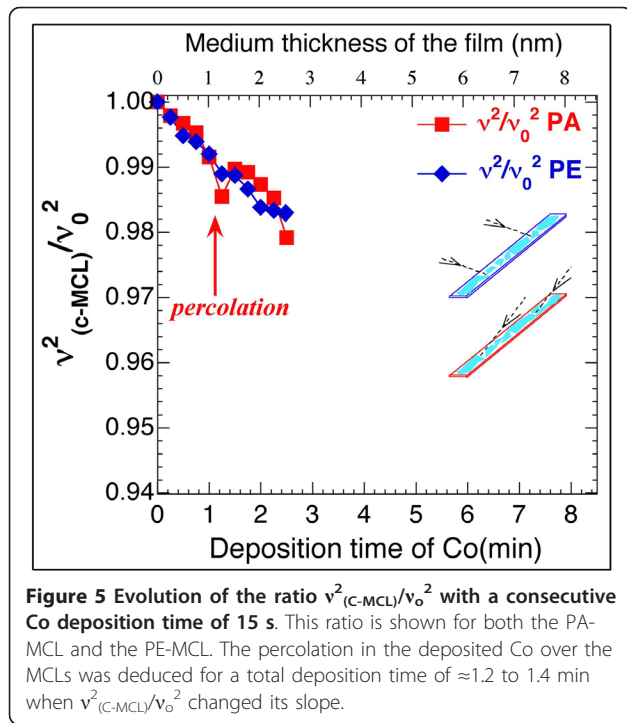 Medium thickness of the film (nm)
0 1 2 3 4 5 6 7 8
ν²/ν₀² PA
ν²/ν₀² PE
percolation
ν²(c-MCL)/ν₀²
1.00
0.99
0.98
0.97
0.96
0.95
0.94
0 1 2 3 4 5 6 7 8
Deposition time of Co(min)
Figure 5 Evolution of the ratio ν²(C-MCL)/νo² with a consecutive
Co deposition time of 15 s. This ratio is shown for both the PA-
MCL and the PE-MCL. The percolation in the deposited Co over the
MCLs was deduced for a total deposition time of ≈1.2 to 1.4 min
when ν²(C-MCL)/νo² changed its slope.